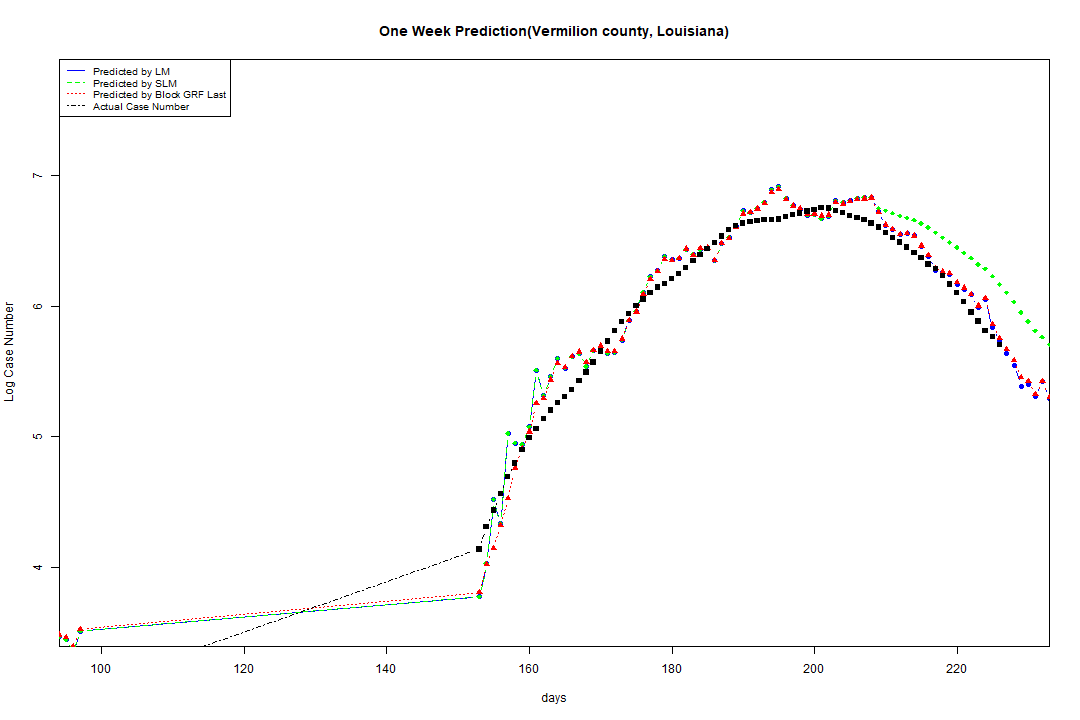 One Week Prediction(Vermilion county, Louisiana)
Predicted by LM
Predicted by SLM
Predicted by Block GRF Last
Actual Case Number
7
6
5
4
Log Case Number
100 120 140 160 180 200 220
days